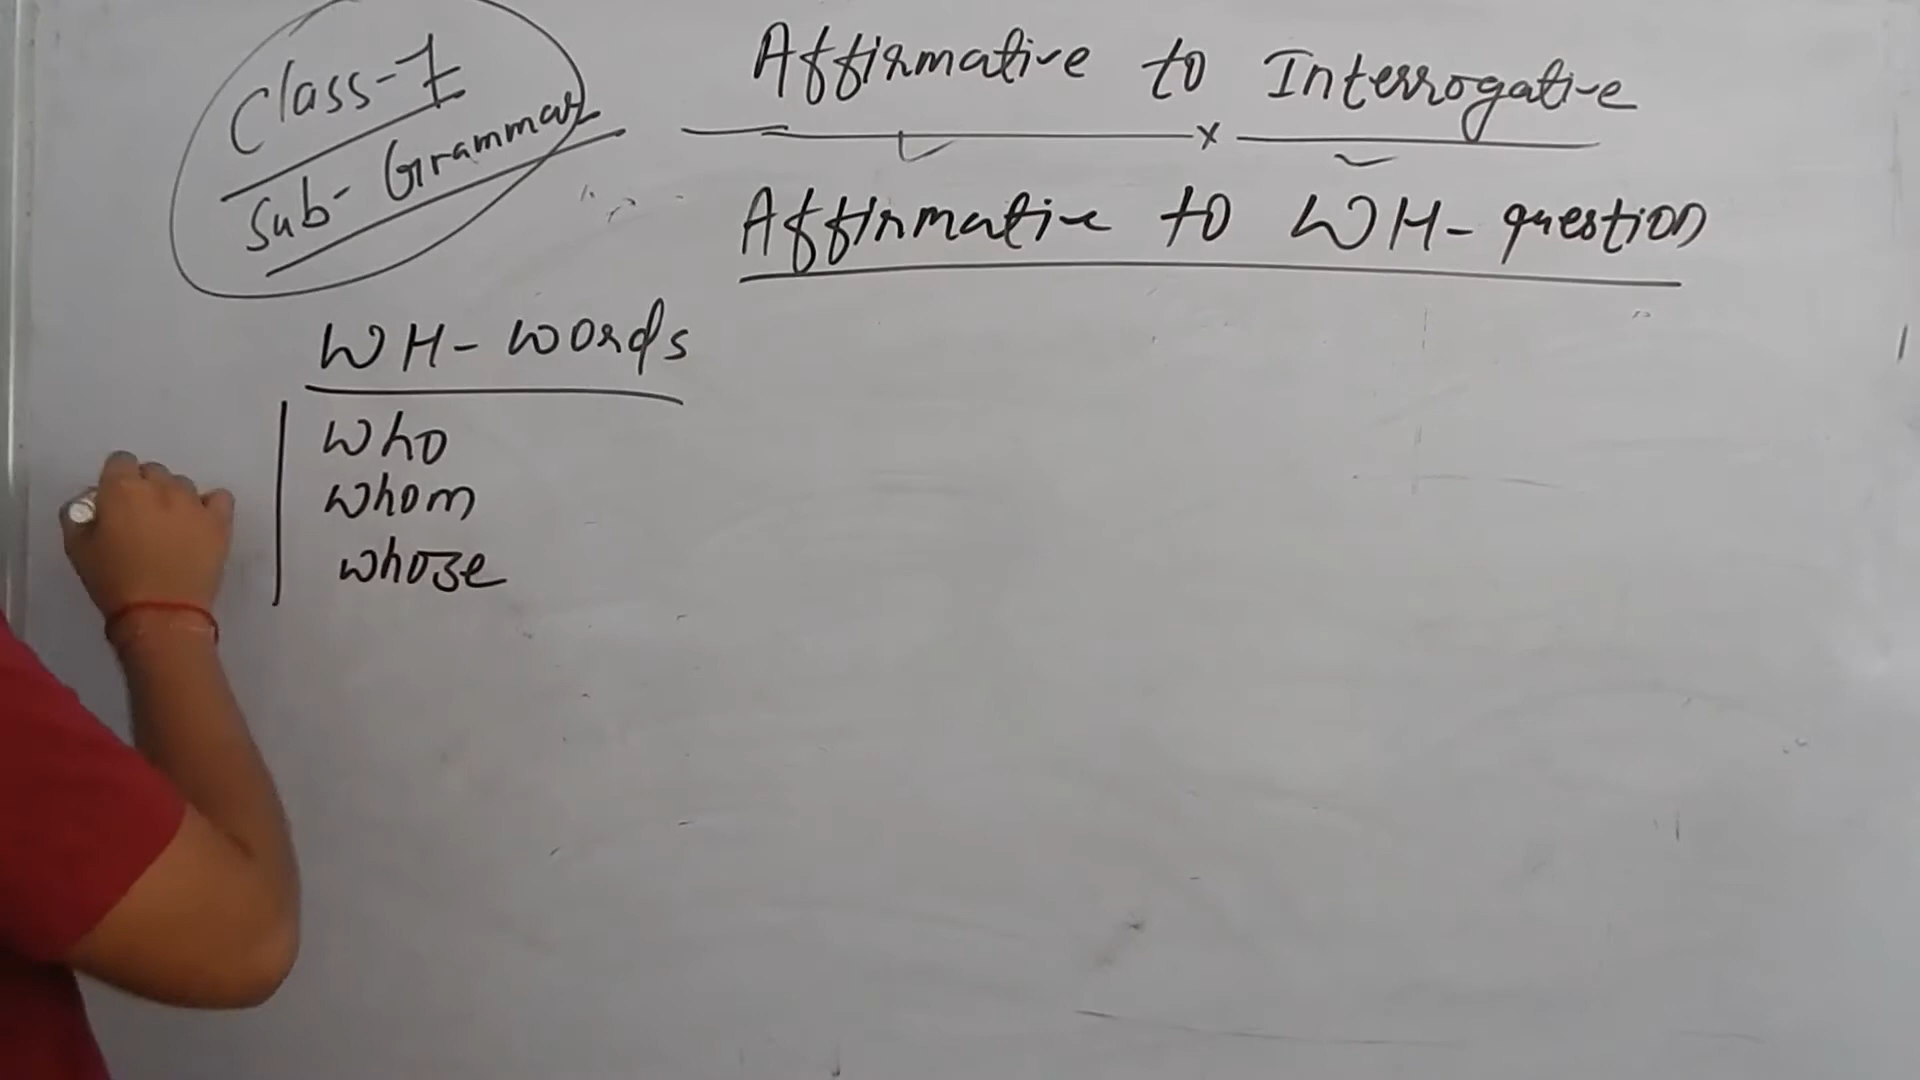 Class-7
Sub- Grammar
Affirmative to Interrogative
x
Affirmative to WH-question
WH-words
who
whom
whose